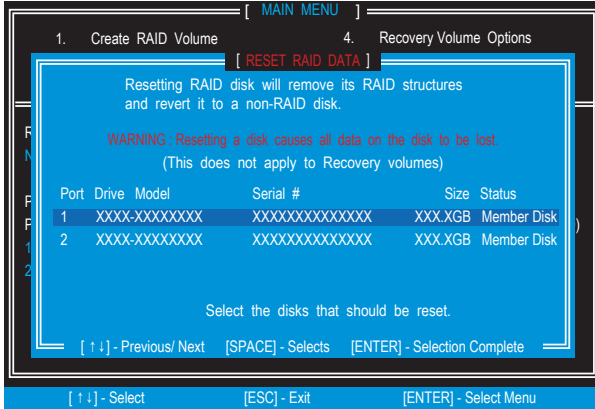 [ MAIN MENU ]
1. Create RAID Volume 4. Recovery Volume Options
[ RESET RAID DATA ]
Resetting RAID disk will remove its RAID structures
and revert it to a non-RAID disk.
WARNING : Resetting a disk causes all data on the disk to be lost.
(This does not apply to Recovery volumes)
Port Drive Model Serial # Size Status
1 XXXX-XXXXXXXX XXXXXXXXXXXXXX XXX.XGB Member Disk
2 XXXX-XXXXXXXX XXXXXXXXXXXXXX XXX.XGB Member Disk
Select the disks that should be reset.
[ ↑↓] - Previous/ Next [SPACE] - Selects [ENTER] - Selection Complete
[ ↑↓] - Select [ESC] - Exit [ENTER] - Select Menu